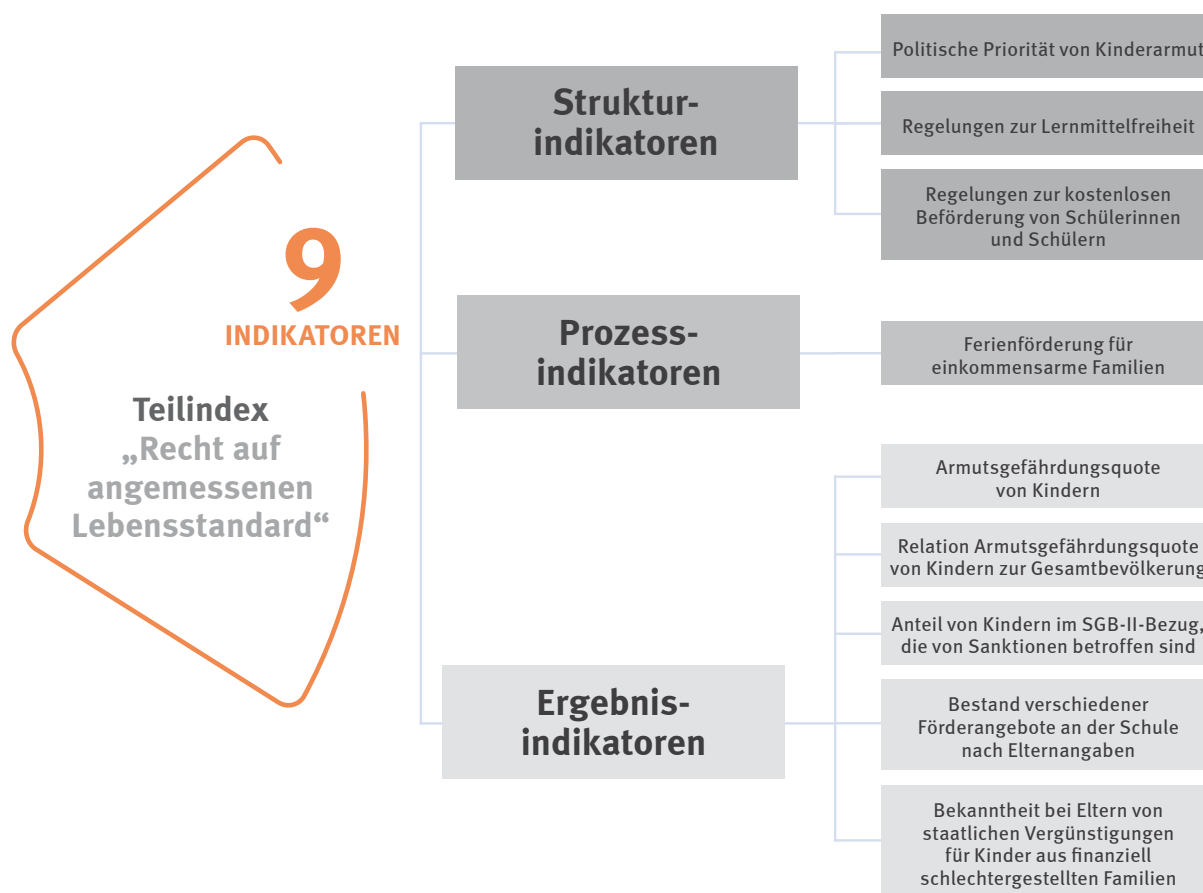 9
INDIKATOREN
Teilindex
„Recht auf
angemessenen
Lebensstandard“
Struktur-
indikatoren
Politische Priorität von Kinderarmut
Regelungen zur Lernmittelfreiheit
Regelungen zur kostenlosen
Beförderung von Schülerinnen
und Schülern
Prozess-
indikatoren
Ferienförderung für
einkommensarme Familien
Ergebnis-
indikatoren
Armutsgefährdungsquote
von Kindern
Relation Armutsgefährdungsquote
von Kindern zur Gesamtbevölkerung
Anteil von Kindern im SGB-II-Bezug,
die von Sanktionen betroffen sind
Bestand verschiedener
Förderangebote an der Schule
nach Elternangaben
Bekanntheit bei Eltern von
staatlichen Vergünstigungen
für Kinder aus finanziell
schlechtergestellten Familien